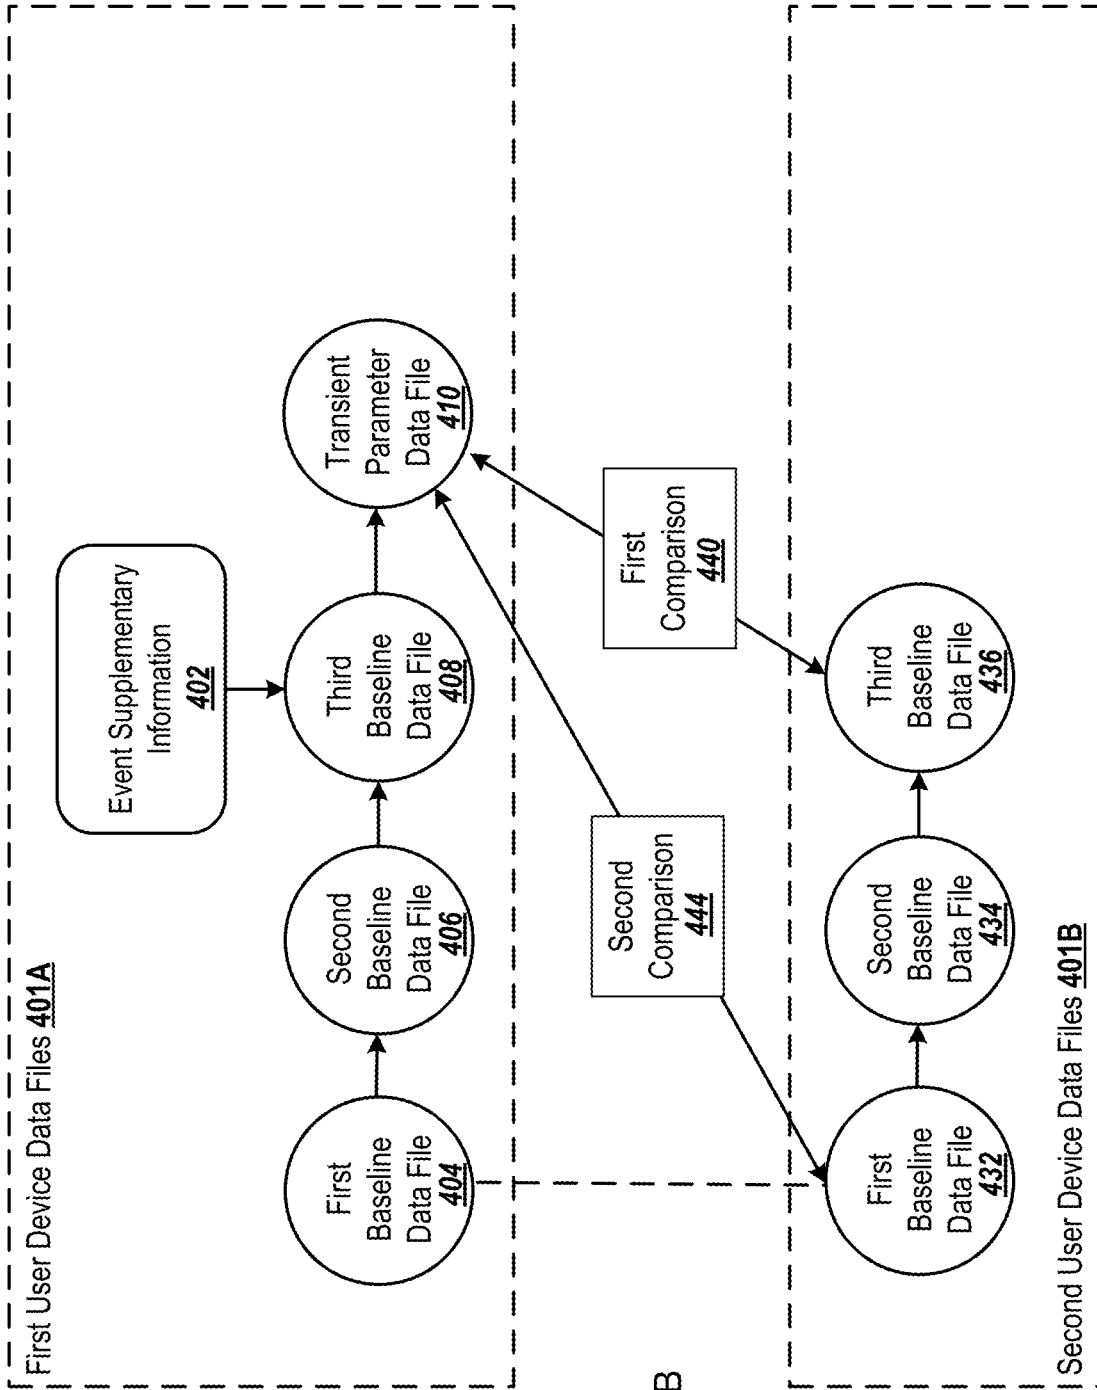 First User Device Data Files 401A
Event Supplementary
Information
402
First
Baseline
Data File
404
Second
Baseline
Data File
406
Third
Baseline
Data File
408
Transient
Parameter
Data File
410
Second
Comparison
444
First
Comparison
440
B
First
Baseline
Data File
432
Second
Baseline
Data File
434
Third
Baseline
Data File
436
Second User Device Data Files 401B